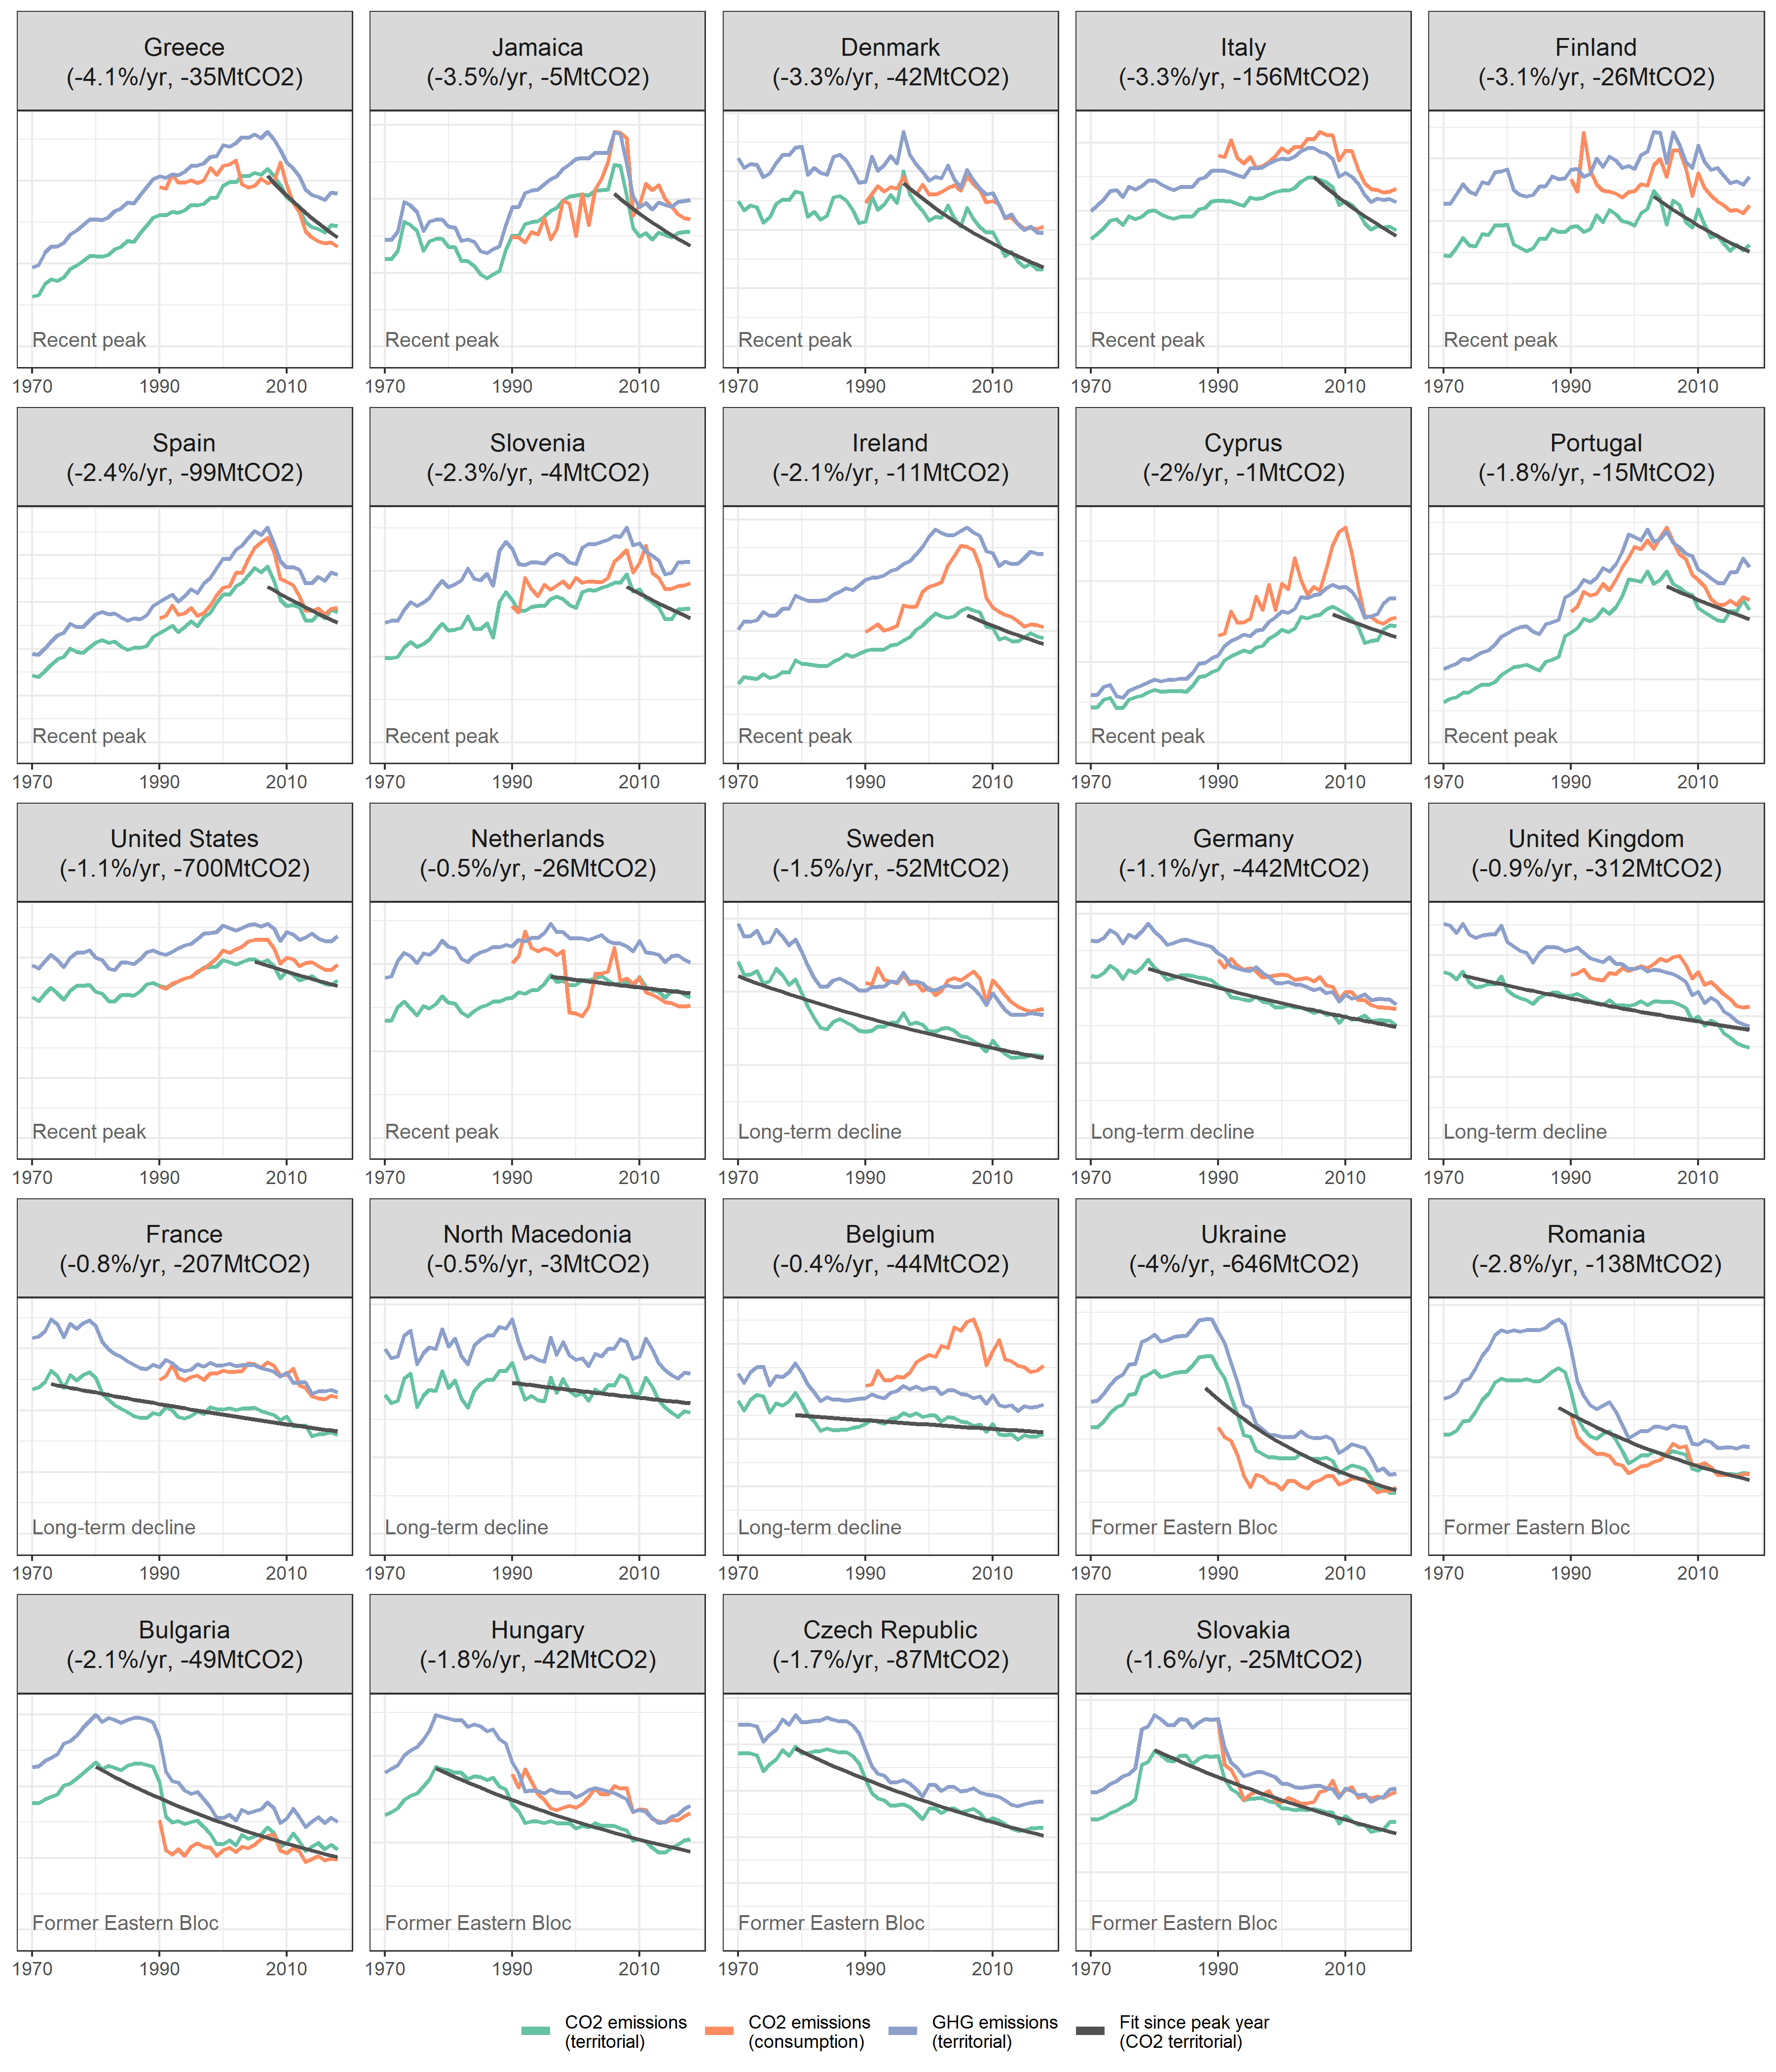 Greece
(-4.1%/yr, -35MtCO2)
Jamaica
(-3.5%/yr, -5MtCO2)
Denmark
(-3.3%/yr, -42MtCO2)
Italy
(-3.3%/yr, -156MtCO2)
Finland
(-3.1%/yr, -26MtCO2)
Recent peak
Recent peak
Recent peak
Recent peak
Recent peak
1970 1990 2010
1970 1990 2010
1970 1990 2010
1970 1990 2010
1970 1990 2010
Spain
(-2.4%/yr, -99MtCO2)
Slovenia
(-2.3%/yr, -4MtCO2)
Ireland
(-2.1%/yr, -11MtCO2)
Cyprus
(-2%/yr, -1MtCO2)
Portugal
(-1.8%/yr, -15MtCO2)
Recent peak
Recent peak
Recent peak
Recent peak
Recent peak
1970 1990 2010
1970 1990 2010
1970 1990 2010
1970 1990 2010
1970 1990 2010
United States
(-1.1%/yr, -700MtCO2)
Netherlands
(-0.5%/yr, -26MtCO2)
Sweden
(-1.5%/yr, -52MtCO2)
Germany
(-1.1%/yr, -442MtCO2)
United Kingdom
(-0.9%/yr, -312MtCO2)
Recent peak
Recent peak
Long-term decline
Long-term decline
Long-term decline
1970 1990 2010
1970 1990 2010
1970 1990 2010
1970 1990 2010
1970 1990 2010
France
(-0.8%/yr, -207MtCO2)
North Macedonia
(-0.5%/yr, -3MtCO2)
Belgium
(-0.4%/yr, -44MtCO2)
Ukraine
(-4%/yr, -646MtCO2)
Romania
(-2.8%/yr, -138MtCO2)
Long-term decline
Long-term decline
Long-term decline
Former Eastern Bloc
Former Eastern Bloc
1970 1990 2010
1970 1990 2010
1970 1990 2010
1970 1990 2010
1970 1990 2010
Bulgaria
(-2.1%/yr, -49MtCO2)
Hungary
(-1.8%/yr, -42MtCO2)
Czech Republic
(-1.7%/yr, -87MtCO2)
Slovakia
(-1.6%/yr, -25MtCO2)
Former Eastern Bloc
Former Eastern Bloc
Former Eastern Bloc
Former Eastern Bloc
1970 1990 2010
1970 1990 2010
1970 1990 2010
1970 1990 2010
CO2 emissions
(territorial)
CO2 emissions
(consumption)
GHG emissions
(territorial)
Fit since peak year
(CO2 territorial)